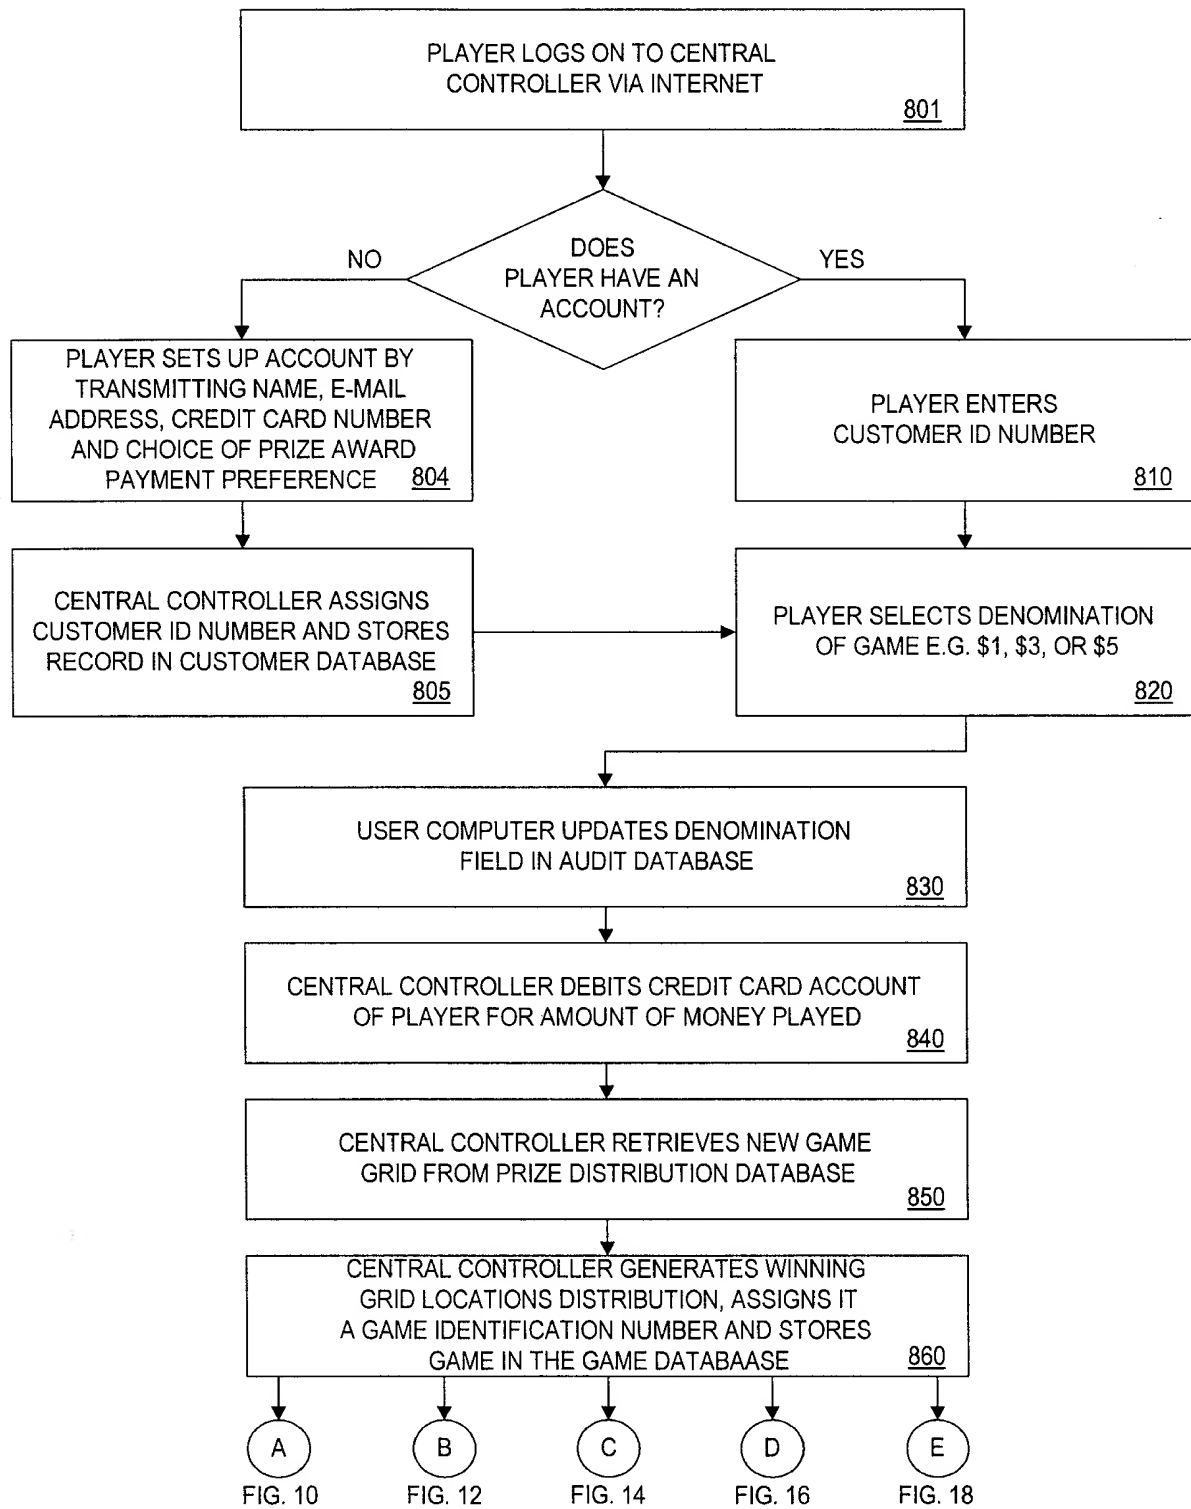 PLAYER LOGS ON TO CENTRAL
CONTROLLER VIA INTERNET
801
DOES
PLAYER HAVE AN
ACCOUNT?
NO
YES
PLAYER SETS UP ACCOUNT BY
TRANSMITTING NAME, E-MAIL
ADDRESS, CREDIT CARD NUMBER
AND CHOICE OF PRIZE AWARD
PAYMENT PREFERENCE 804
PLAYER ENTERS
CUSTOMER ID NUMBER
810
CENTRAL CONTROLLER ASSIGNS
CUSTOMER ID NUMBER AND STORES
RECORD IN CUSTOMER DATABASE
805
PLAYER SELECTS DENOMINATION
OF GAME E.G. $1, $3, OR $5
820
USER COMPUTER UPDATES DENOMINATION
FIELD IN AUDIT DATABASE
830
CENTRAL CONTROLLER DEBITS CREDIT CARD ACCOUNT
OF PLAYER FOR AMOUNT OF MONEY PLAYED
840
CENTRAL CONTROLLER RETRIEVES NEW GAME
GRID FROM PRIZE DISTRIBUTION DATABASE
850
CENTRAL CONTROLLER GENERATES WINNING
GRID LOCATIONS DISTRIBUTION, ASSIGNS IT
A GAME IDENTIFICATION NUMBER AND STORES
GAME IN THE GAME DATABAASE 860
A B C D E
FIG. 10 FIG. 12 FIG. 14 FIG. 16 FIG. 18